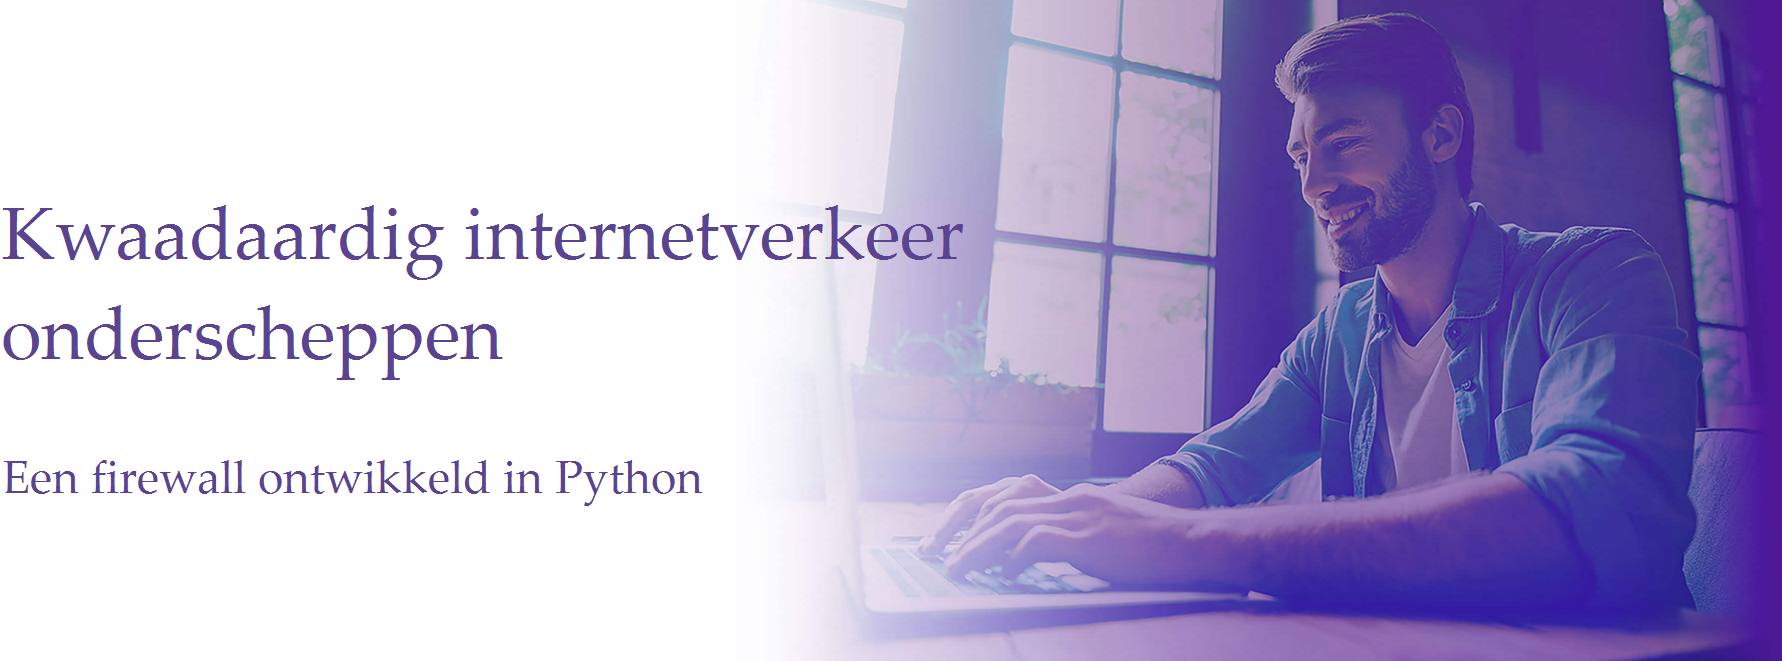 Kwaadaardig internetverkeer
onderscheppen
Een firewall ontwikkeld in Python